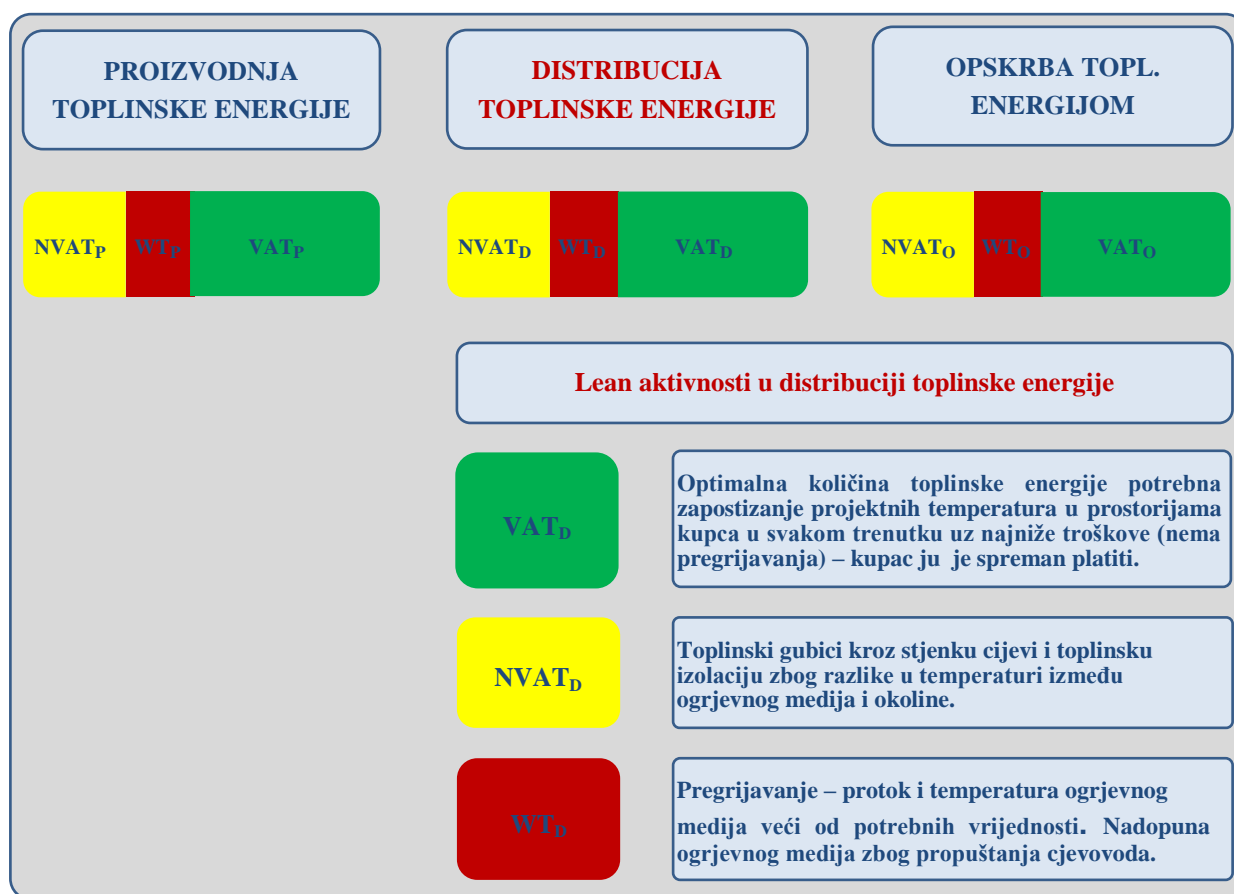 PROIZVODNJA
TOPLINSKE ENERGIJE
DISTRIBUCIJA
TOPLINSKE ENERGIJE
OPSKRBA TOPL.
ENERGIJOM
NVATP WTP VATP
NVATD WTD VATD
NVATO WTO VATO
Lean aktivnosti u distribuciji toplinske energije
VATD
Optimalna količina toplinske energije potrebna
zapostizanje projektnih temperatura u prostorijama
kupca u svakom trenutku uz najniže troškove (nema
pregrijavanja) – kupac ju je spreman platiti.
NVATD
Toplinski gubici kroz stjenku cijevi i toplinsku
izolaciju zbog razlike u temperaturi između
ogrjevnog medija i okoline.
WTD
Pregrijavanje – protok i temperatura ogrjevnog
medija veći od potrebnih vrijednosti. Nadopuna
ogrjevnog medija zbog propuštanja cjevovoda.